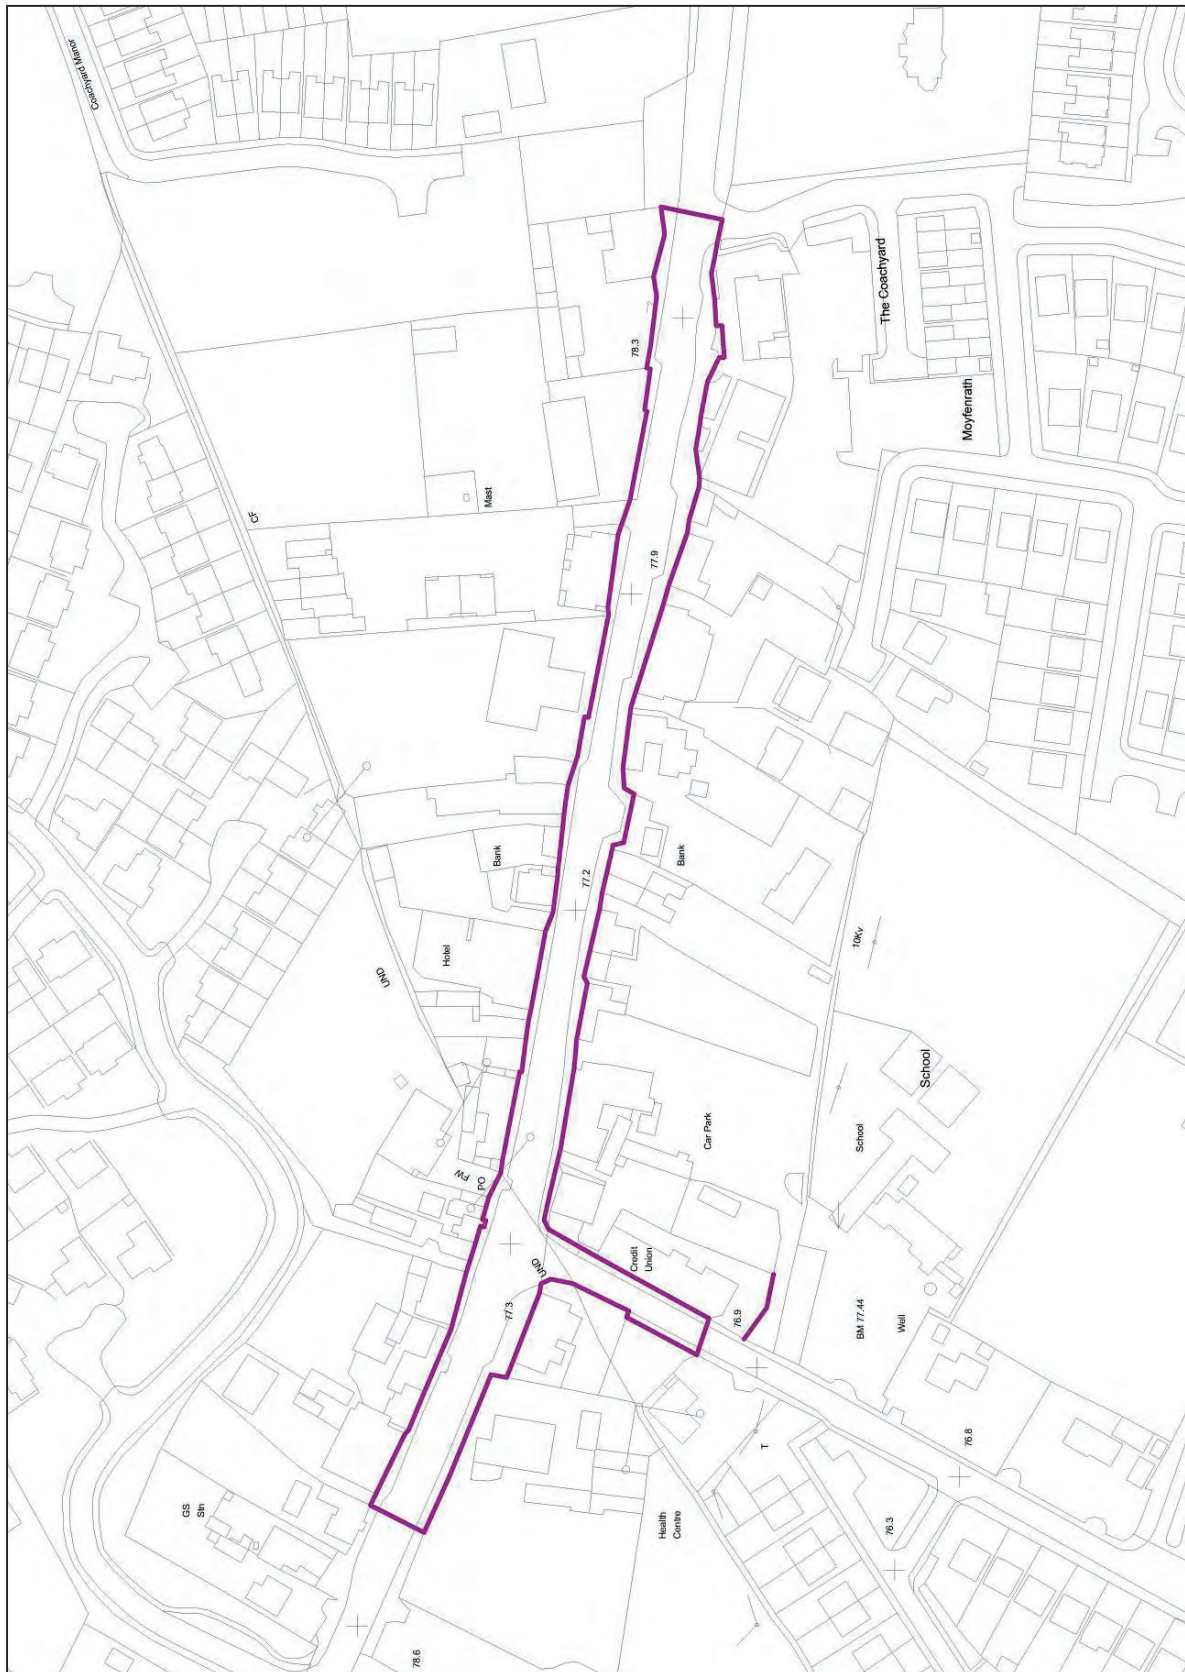 Coachyard Manor
The Coachyard
Moyfenrath
78.3
Mast
CF
77.9
Bank
77.2
Bank
Hotel
UND
10Kv
School
School
Car Park
FW
PO
UND
Credit
Union
77.3
76.9
BM 77.44
Well
GS
Stn
Health
Centre
T
76.8
76.3
78.6